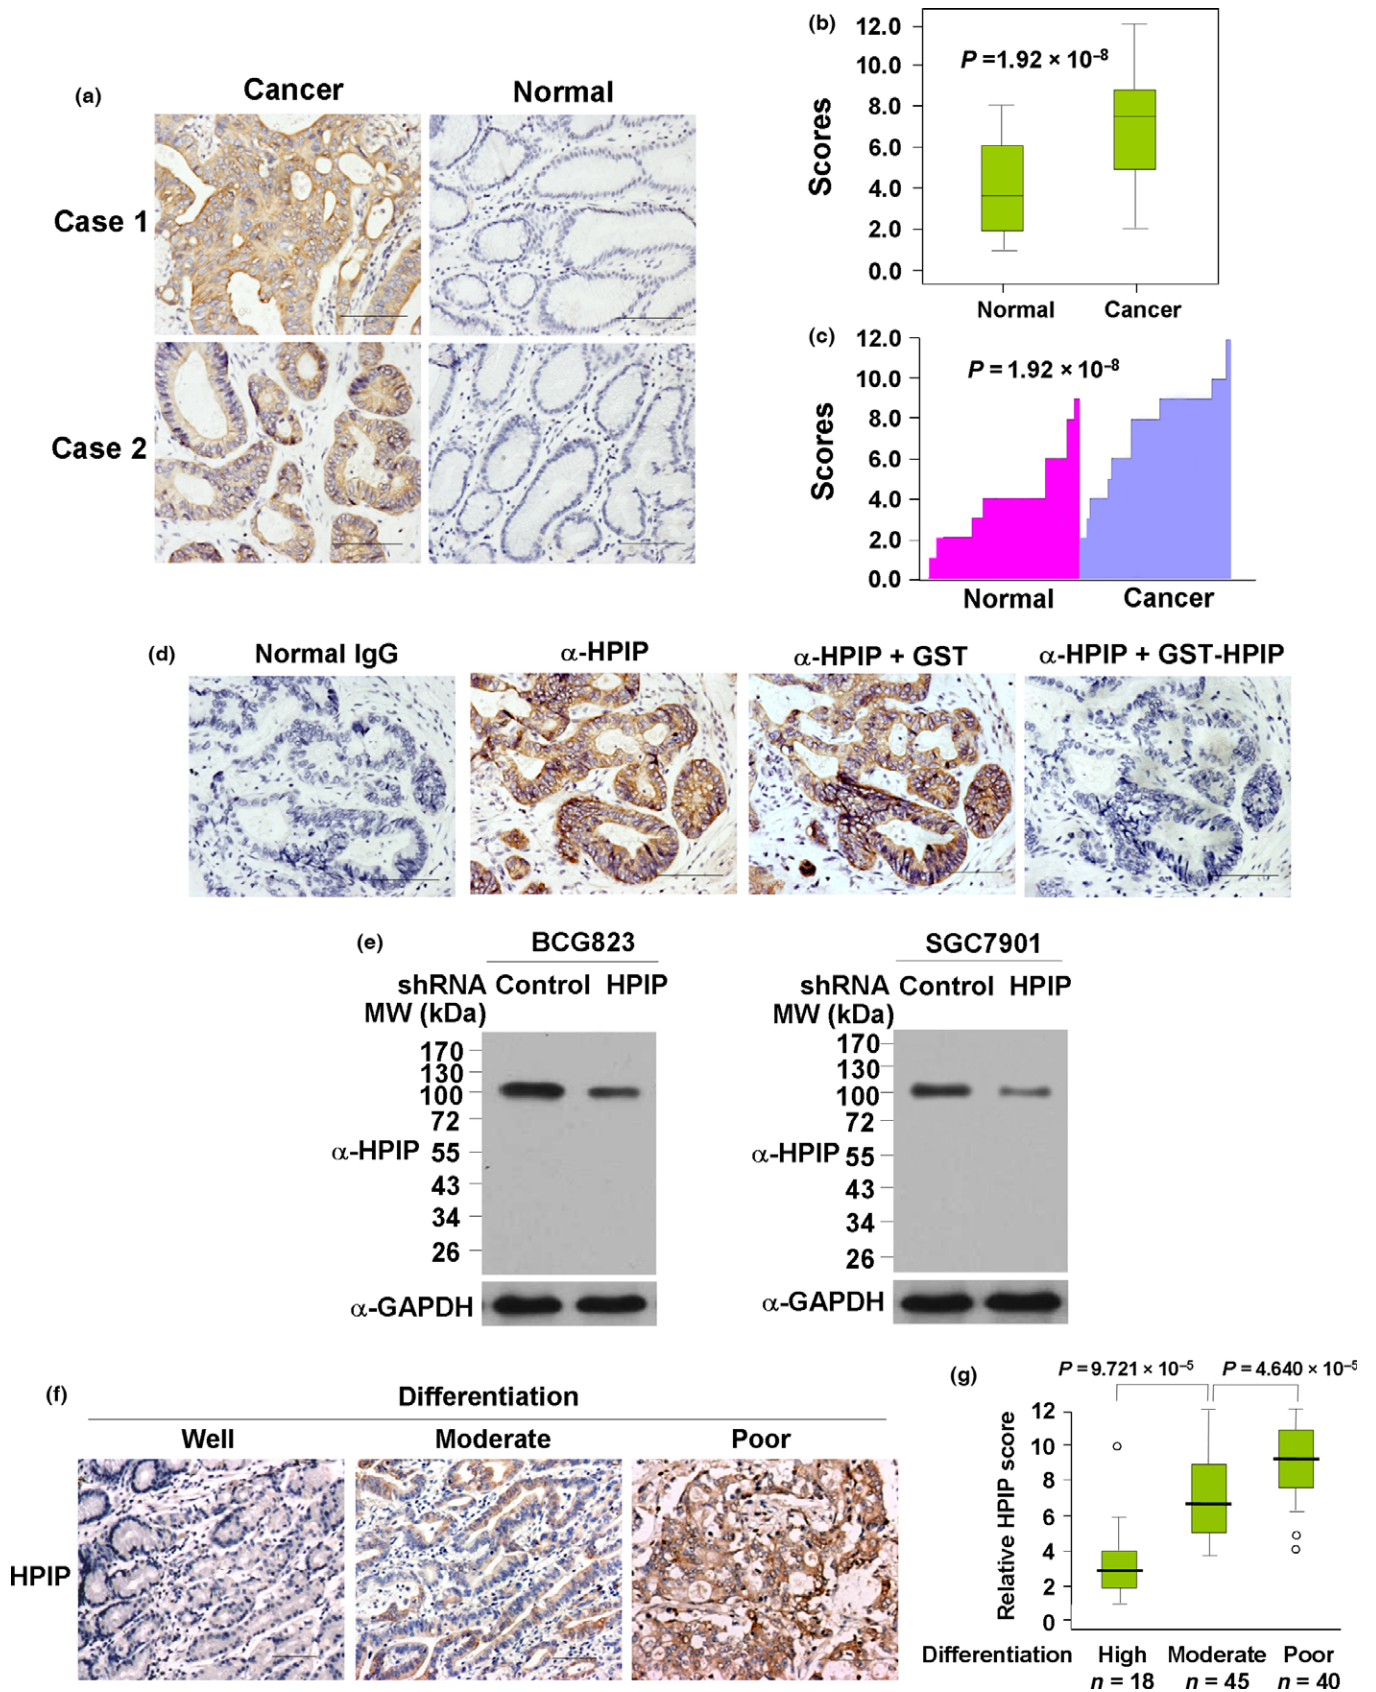 (a)
Cancer
Normal
Case 1
Case 2
(b)
Scores
12.0
10.0
8.0
6.0
4.0
2.0
0.0
P =1.92 × 10⁻⁸
Normal
Cancer
(c)
Scores
12.0
10.0
8.0
6.0
4.0
2.0
0.0
P = 1.92 × 10⁻⁸
Normal
Cancer
(d)
Normal IgG
α-HPIP
α-HPIP + GST
α-HPIP + GST-HPIP
(e)
BCG823
shRNA Control HPIP
MW (kDa)
170
130
100
72
α-HPIP 55
43
34
26
α-GAPDH
SGC7901
shRNA Control HPIP
MW (kDa)
170
130
100
72
α-HPIP 55
43
34
26
α-GAPDH
(f)
Differentiation
Well
Moderate
Poor
HPIP
(g)
P = 9.721 × 10⁻⁵
P = 4.640 × 10⁻⁵
Relative HPIP score
12
10
8
6
4
2
0
Differentiation High Moderate Poor
n = 18 n = 45 n = 40